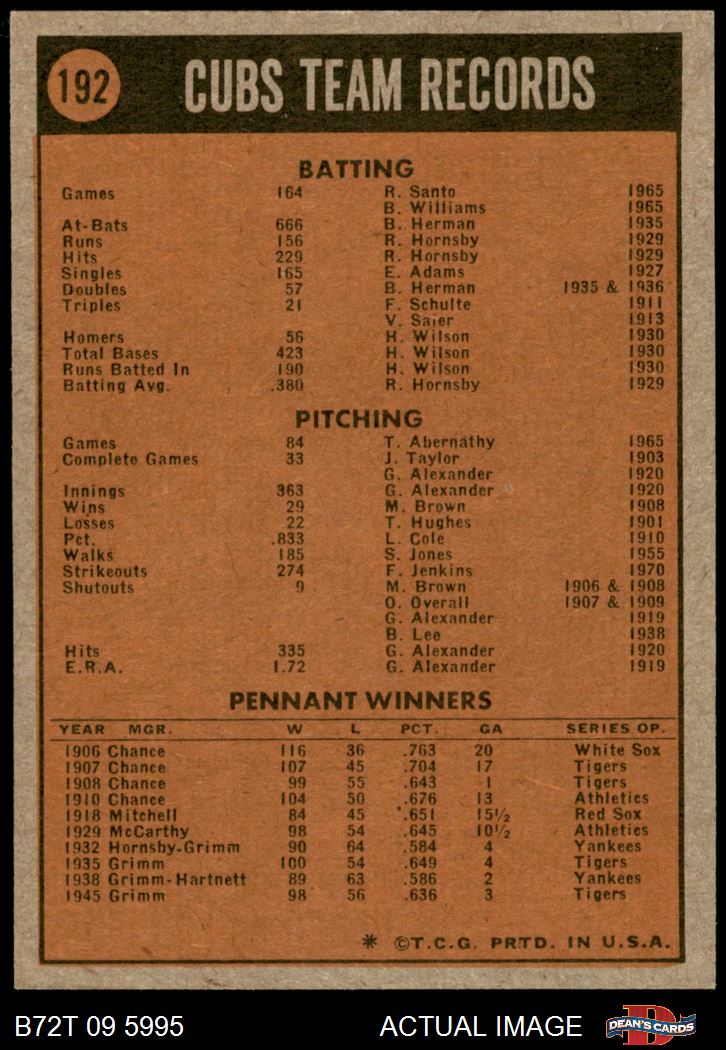 192 CUBS TEAM RECORDS
BATTING
Games 164 R. Santo 1965
B. Williams 1965
At-Bats 666 B. Herman 1935
Runs 156 R. Hornsby 1929
Hits 229 R. Hornsby 1929
Singles 165 E. Adams 1927
Doubles 57 B. Herman 1935 & 1936
Triples 21 F. Schulte 1911
V. Saier 1913
Homers 56 H. Wilson 1930
Total Bases 423 H. Wilson 1930
Runs Batted In 190 H. Wilson 1930
Batting Avg. .380 R. Hornsby 1929
PITCHING
Games 84 T. Abernathy 1965
Complete Games 33 J. Taylor 1903
G. Alexander 1920
Innings 363 G. Alexander 1920
Wins 29 M. Brown 1908
Losses 22 T. Hughes 1901
Pct. .833 L. Cole 1910
Walks 185 S. Jones 1955
Strikeouts 274 F. Jenkins 1970
Shutouts 9 M. Brown 1906 & 1908
O. Overall 1907 & 1909
G. Alexander 1919
B. Lee 1938
Hits 335 G. Alexander 1920
E.R.A. 1.72 G. Alexander 1919
PENNANT WINNERS
YEAR MGR. W L PCT. GA SERIES OP.
1906 Chance 116 36 .763 20 White Sox
1907 Chance 107 45 .704 17 Tigers
1908 Chance 99 55 .643 1 Tigers
1910 Chance 104 50 .676 13 Athletics
1918 Mitchell 84 45 .651 15½ Red Sox
1929 McCarthy 98 54 .645 10½ Athletics
1932 Hornsby-Grimm 90 64 .584 4 Yankees
1935 Grimm 100 54 .649 4 Tigers
1938 Grimm-Hartnett 89 63 .586 2 Yankees
1945 Grimm 98 56 .636 3 Tigers
* ©T.C.G. PRTD. IN U.S.A.
B72T 09 5995 ACTUAL IMAGE DEAN'S CARDS